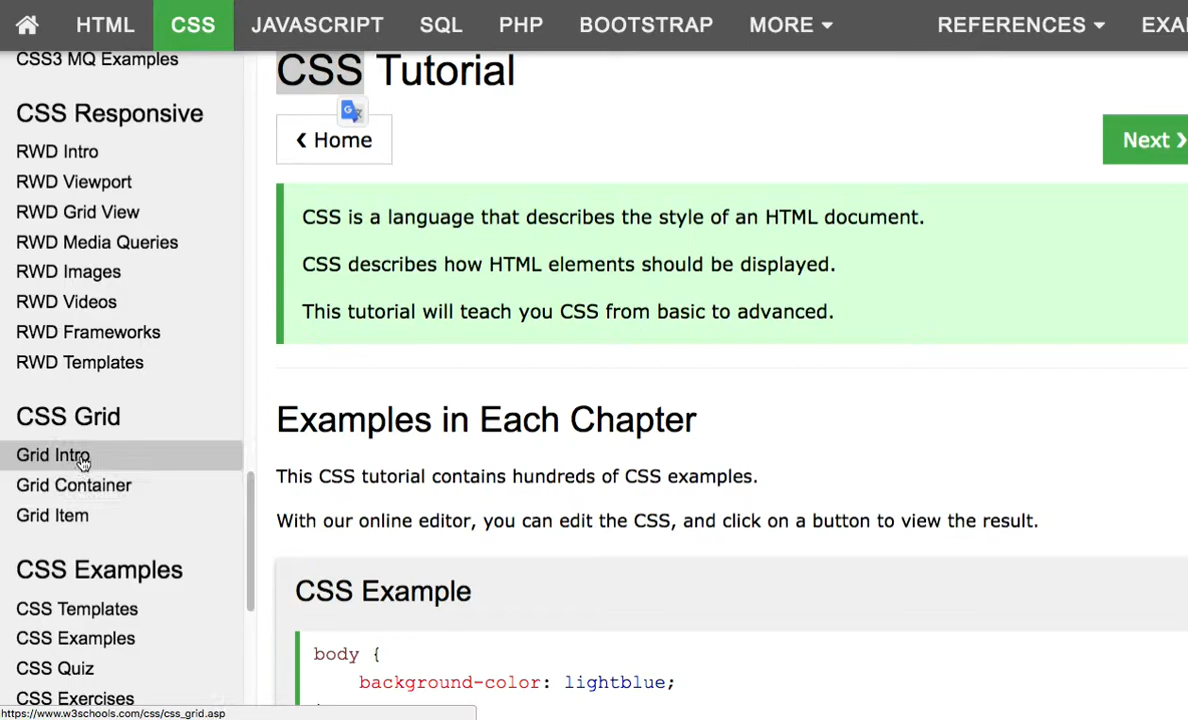 HTML CSS JAVASCRIPT SQL PHP BOOTSTRAP MORE REFERENCES EXA
CSS3 MQ Examples
CSS Responsive
RWD Intro
RWD Viewport
RWD Grid View
RWD Media Queries
RWD Images
RWD Videos
RWD Frameworks
RWD Templates
CSS Grid
Grid Intro
Grid Container
Grid Item
CSS Examples
CSS Templates
CSS Examples
CSS Quiz
CSS Exercises
https://www.w3schools.com/css/css_grid.asp
CSS Tutorial
❮ Home
Next ❯
CSS is a language that describes the style of an HTML document.
CSS describes how HTML elements should be displayed.
This tutorial will teach you CSS from basic to advanced.
Examples in Each Chapter
This CSS tutorial contains hundreds of CSS examples.
With our online editor, you can edit the CSS, and click on a button to view the result.
CSS Example
body {
background-color: lightblue;